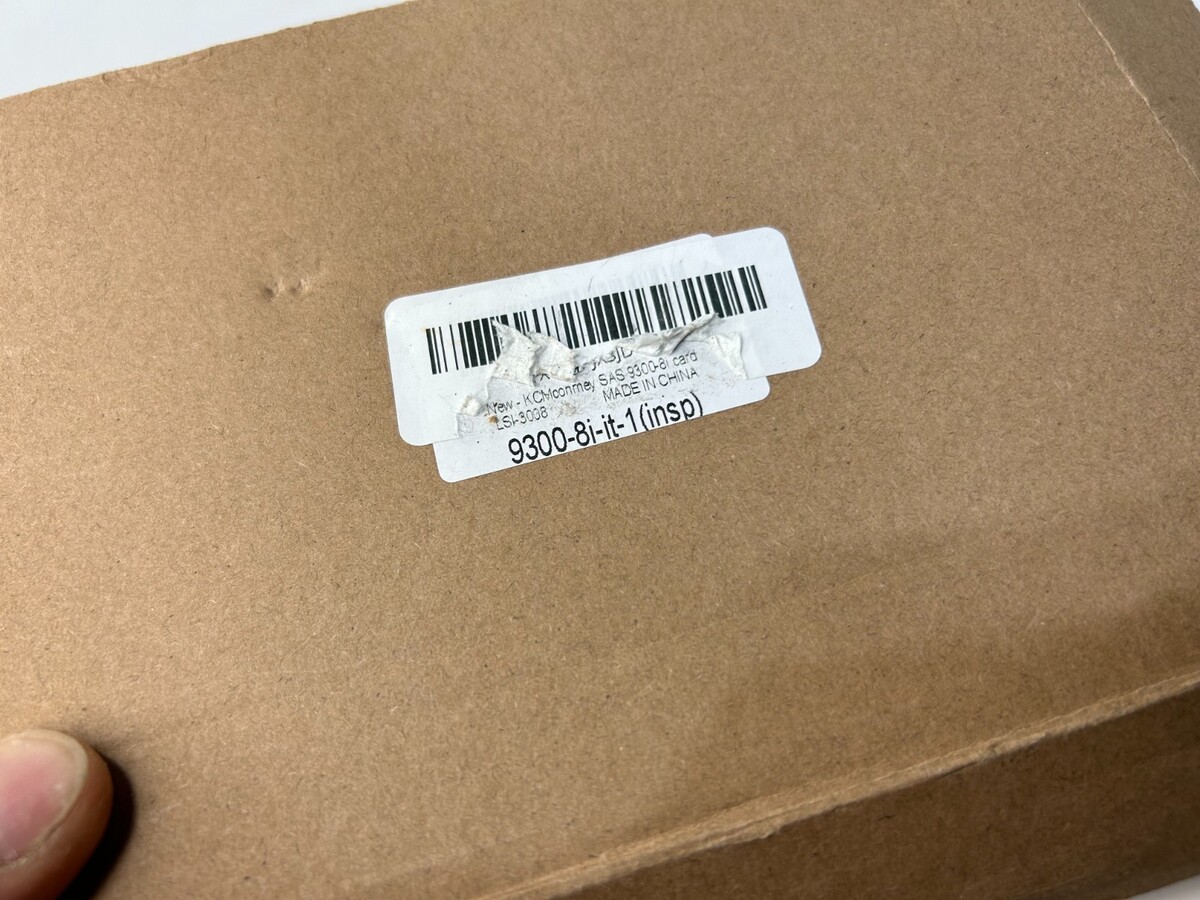 New - KCMconmey SAS 9300-8i card
LSI-3008 MADE IN CHINA
9300-8i-it-1(insp)